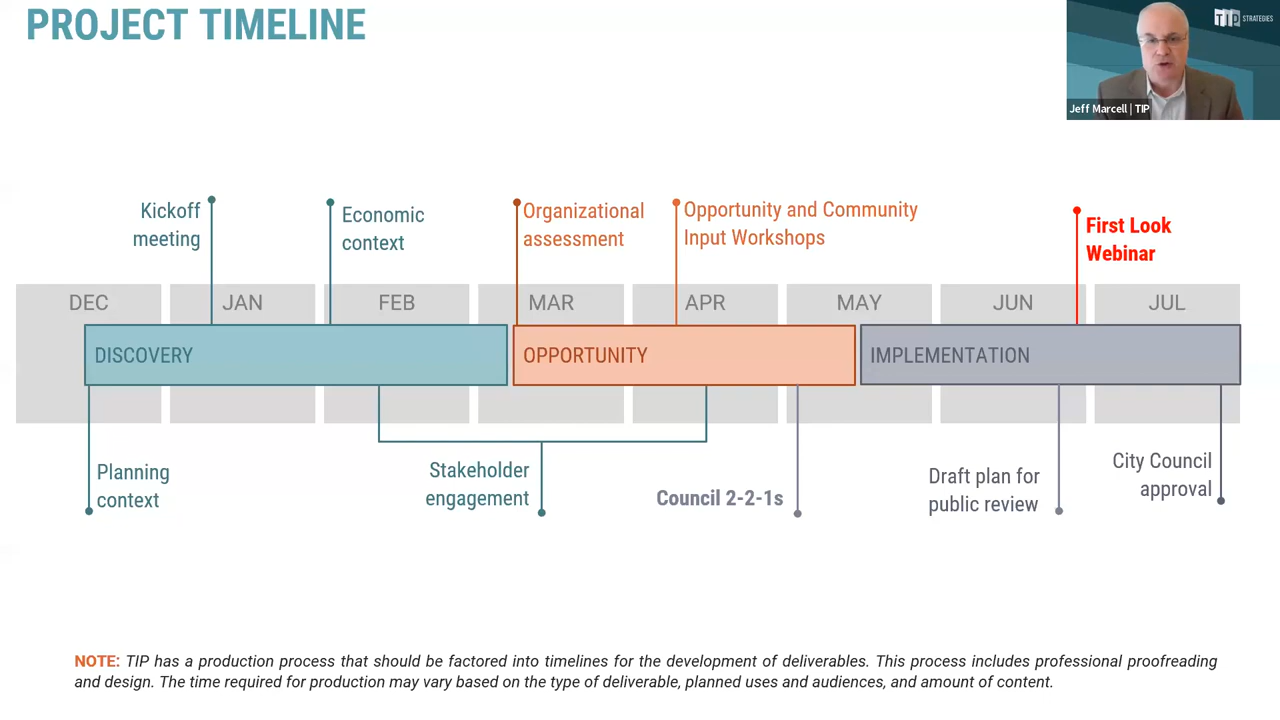 PROJECT TIMELINE
TIP STRATEGIES
Jeff Marcell | TIP
Kickoff
meeting
Economic
context
Organizational
assessment
Opportunity and Community
Input Workshops
First Look
Webinar
DEC JAN FEB MAR APR MAY JUN JUL
DISCOVERY OPPORTUNITY IMPLEMENTATION
Planning
context
Stakeholder
engagement
Council 2-2-1s
Draft plan for
public review
City Council
approval
NOTE: TIP has a production process that should be factored into timelines for the development of deliverables. This process includes professional proofreading
and design. The time required for production may vary based on the type of deliverable, planned uses and audiences, and amount of content.